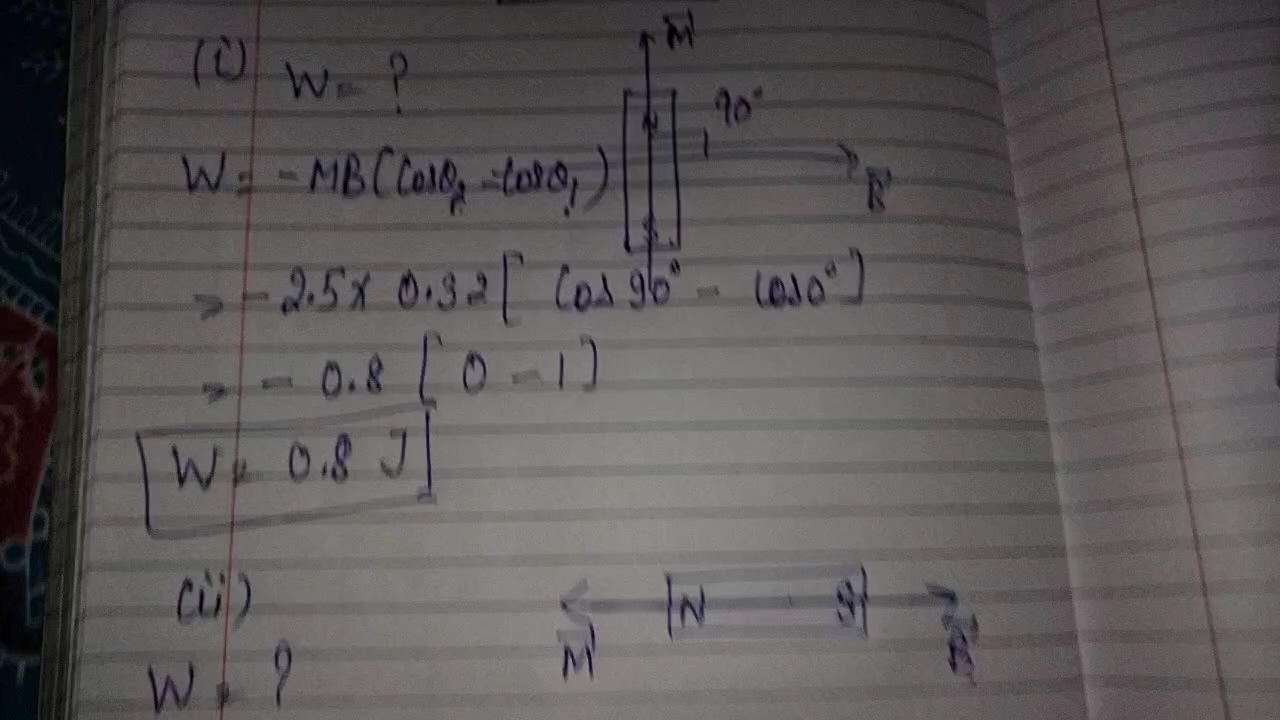 (i) W = ?
M
90°
W = -MB(Cosθ₂ - Cosθ₁)
B
= -2.5 x 0.32 [ Cos 90° - Cos 0° ]
= - 0.8 [ 0 - 1 ]
W = 0.8 J
(ii)
N S
M B
W = ?